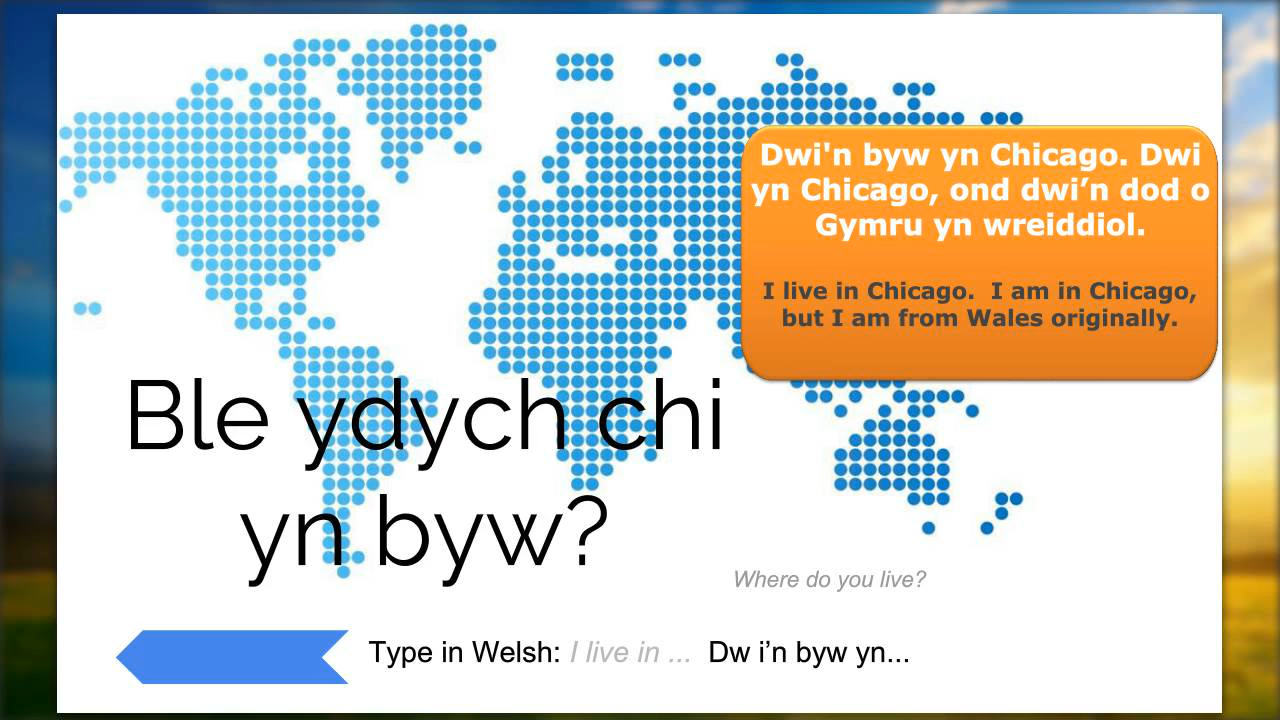 Dwi'n byw yn Chicago. Dwi
yn Chicago, ond dwi’n dod o
Gymru yn wreiddiol.
I live in Chicago.  I am in Chicago,
but I am from Wales originally.
Ble ydych chi
yn byw?
Where do you live?
Type in Welsh: I live in ...  Dw i’n byw yn...